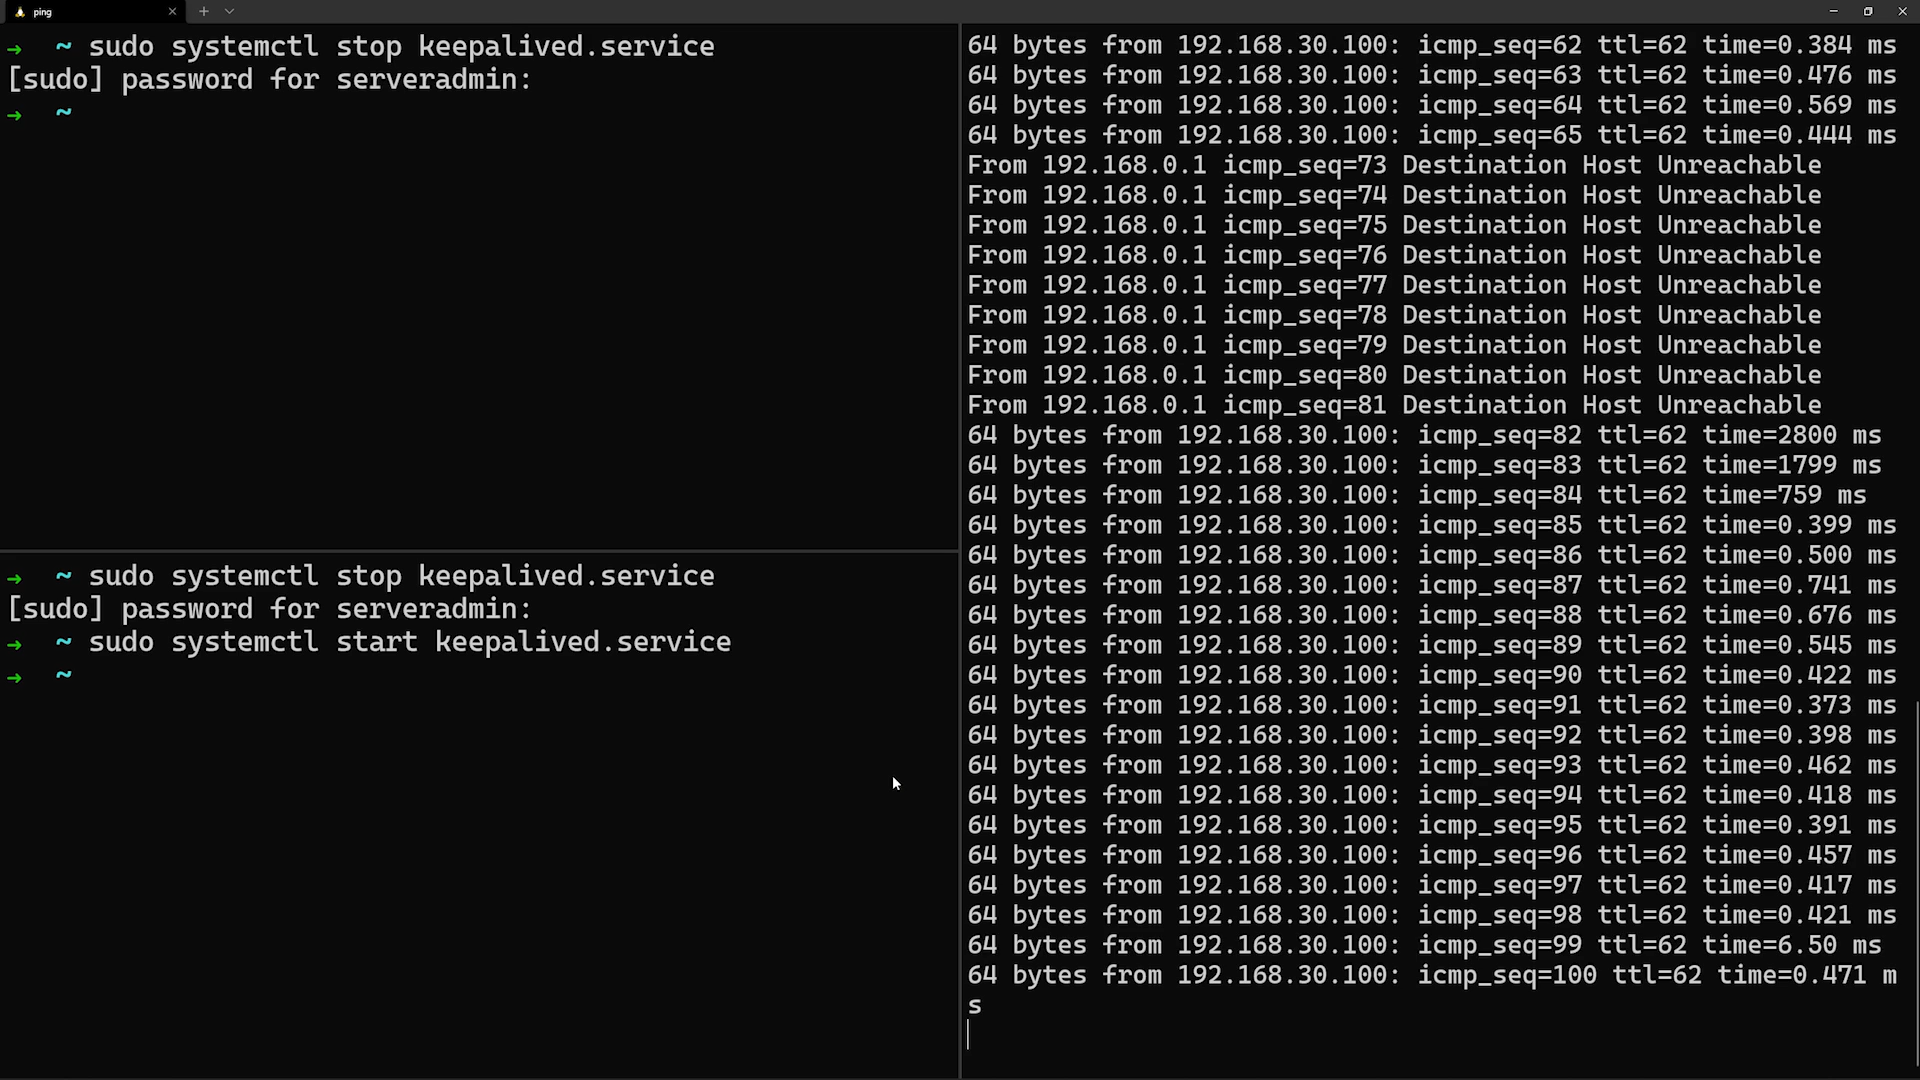 ping
→ ~ sudo systemctl stop keepalived.service
[sudo] password for serveradmin:
→ ~
→ ~ sudo systemctl stop keepalived.service
[sudo] password for serveradmin:
→ ~ sudo systemctl start keepalived.service
→ ~
64 bytes from 192.168.30.100: icmp_seq=62 ttl=62 time=0.384 ms
64 bytes from 192.168.30.100: icmp_seq=63 ttl=62 time=0.476 ms
64 bytes from 192.168.30.100: icmp_seq=64 ttl=62 time=0.569 ms
64 bytes from 192.168.30.100: icmp_seq=65 ttl=62 time=0.444 ms
From 192.168.0.1 icmp_seq=73 Destination Host Unreachable
From 192.168.0.1 icmp_seq=74 Destination Host Unreachable
From 192.168.0.1 icmp_seq=75 Destination Host Unreachable
From 192.168.0.1 icmp_seq=76 Destination Host Unreachable
From 192.168.0.1 icmp_seq=77 Destination Host Unreachable
From 192.168.0.1 icmp_seq=78 Destination Host Unreachable
From 192.168.0.1 icmp_seq=79 Destination Host Unreachable
From 192.168.0.1 icmp_seq=80 Destination Host Unreachable
From 192.168.0.1 icmp_seq=81 Destination Host Unreachable
64 bytes from 192.168.30.100: icmp_seq=82 ttl=62 time=2800 ms
64 bytes from 192.168.30.100: icmp_seq=83 ttl=62 time=1799 ms
64 bytes from 192.168.30.100: icmp_seq=84 ttl=62 time=759 ms
64 bytes from 192.168.30.100: icmp_seq=85 ttl=62 time=0.399 ms
64 bytes from 192.168.30.100: icmp_seq=86 ttl=62 time=0.500 ms
64 bytes from 192.168.30.100: icmp_seq=87 ttl=62 time=0.741 ms
64 bytes from 192.168.30.100: icmp_seq=88 ttl=62 time=0.676 ms
64 bytes from 192.168.30.100: icmp_seq=89 ttl=62 time=0.545 ms
64 bytes from 192.168.30.100: icmp_seq=90 ttl=62 time=0.422 ms
64 bytes from 192.168.30.100: icmp_seq=91 ttl=62 time=0.373 ms
64 bytes from 192.168.30.100: icmp_seq=92 ttl=62 time=0.398 ms
64 bytes from 192.168.30.100: icmp_seq=93 ttl=62 time=0.462 ms
64 bytes from 192.168.30.100: icmp_seq=94 ttl=62 time=0.418 ms
64 bytes from 192.168.30.100: icmp_seq=95 ttl=62 time=0.391 ms
64 bytes from 192.168.30.100: icmp_seq=96 ttl=62 time=0.457 ms
64 bytes from 192.168.30.100: icmp_seq=97 ttl=62 time=0.417 ms
64 bytes from 192.168.30.100: icmp_seq=98 ttl=62 time=0.421 ms
64 bytes from 192.168.30.100: icmp_seq=99 ttl=62 time=6.50 ms
64 bytes from 192.168.30.100: icmp_seq=100 ttl=62 time=0.471 m
s